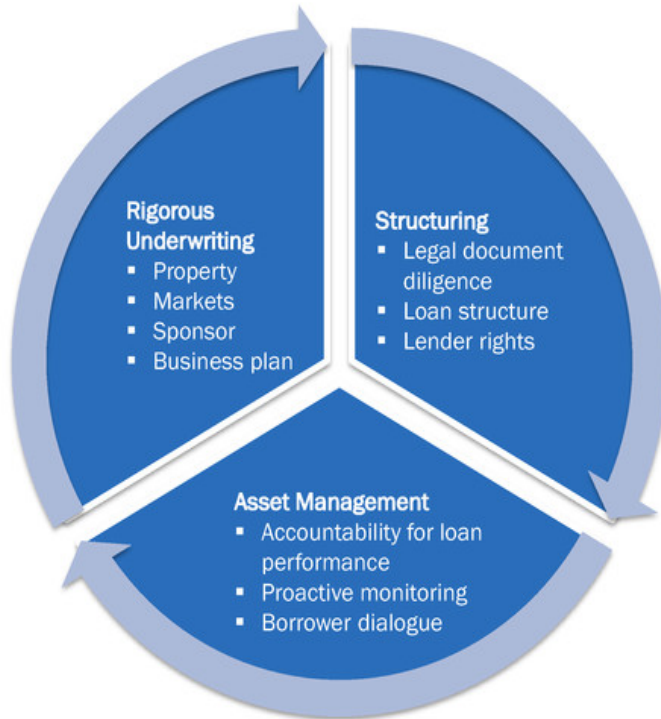 Rigorous
Underwriting
▪ Property
▪ Markets
▪ Sponsor
▪ Business plan
Structuring
▪ Legal document
diligence
▪ Loan structure
▪ Lender rights
Asset Management
▪ Accountability for loan
performance
▪ Proactive monitoring
▪ Borrower dialogue